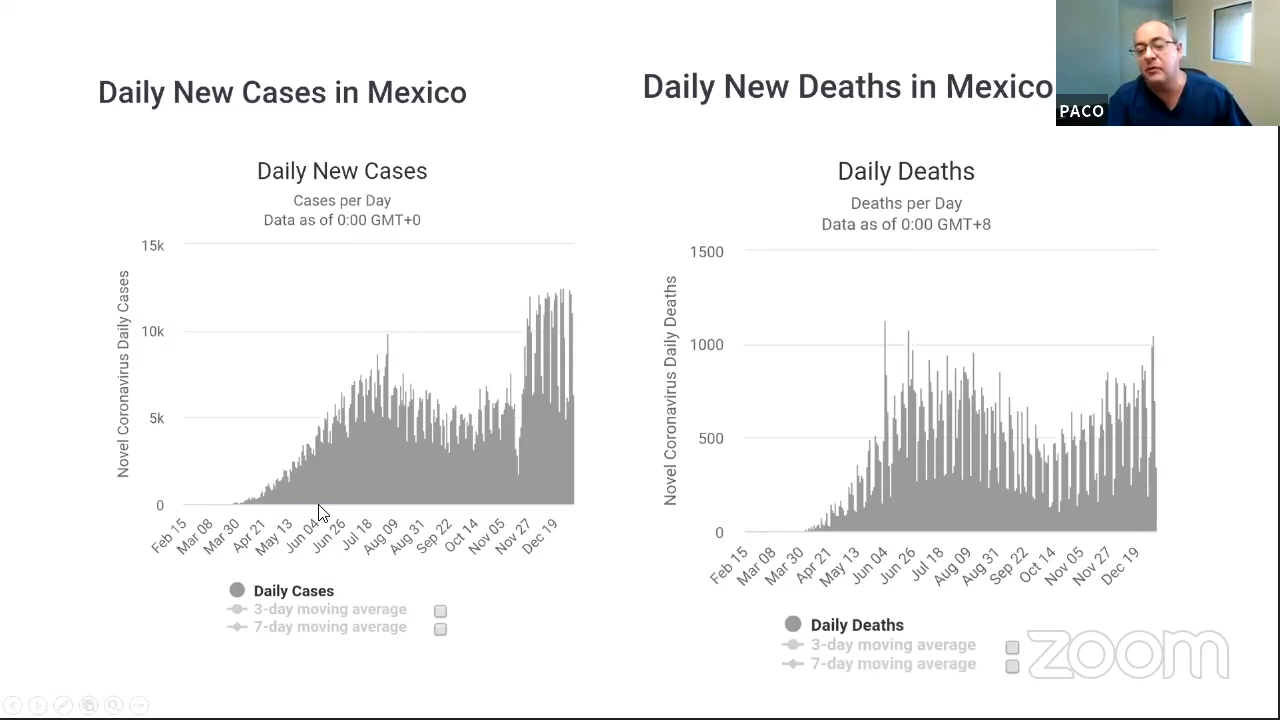 Daily New Cases in Mexico
Daily New Deaths in Mexico
PACO
Daily New Cases
Cases per Day
Data as of 0:00 GMT+0
Novel Coronavirus Daily Cases
15k
10k
5k
0
Feb 15
Mar 08
Mar 30
Apr 21
May 13
Jun 04
Jun 26
Jul 18
Aug 09
Aug 31
Sep 22
Oct 14
Nov 05
Nov 27
Dec 19
Daily Cases
3-day moving average
7-day moving average
Daily Deaths
Deaths per Day
Data as of 0:00 GMT+8
Novel Coronavirus Daily Deaths
1500
1000
500
0
Feb 15
Mar 08
Mar 30
Apr 21
May 13
Jun 04
Jun 26
Jul 18
Aug 09
Aug 31
Sep 22
Oct 14
Nov 05
Nov 27
Dec 19
Daily Deaths
3-day moving average
7-day moving average
zoom